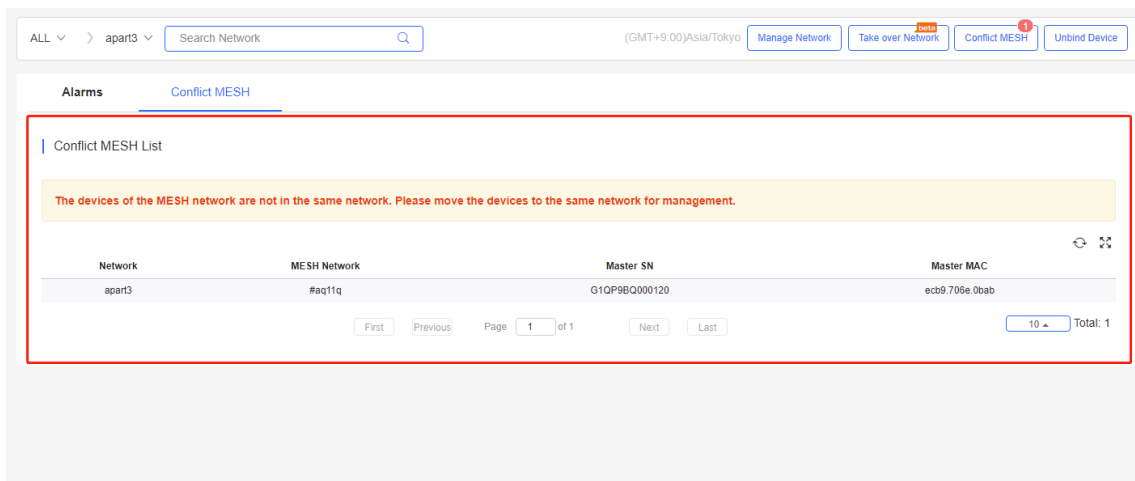 ALL > apart3 Search Network (GMT+9:00)Asia/Tokyo Manage Network Take over Network beta Conflict MESH 1 Unbind Device
Alarms Conflict MESH
Conflict MESH List
The devices of the MESH network are not in the same network. Please move the devices to the same network for management.
Network MESH Network Master SN Master MAC
apart3 #aq11q G1QP9BQ000120 ecb9.706e.0bab
First Previous Page 1 of 1 Next Last 10 Total: 1